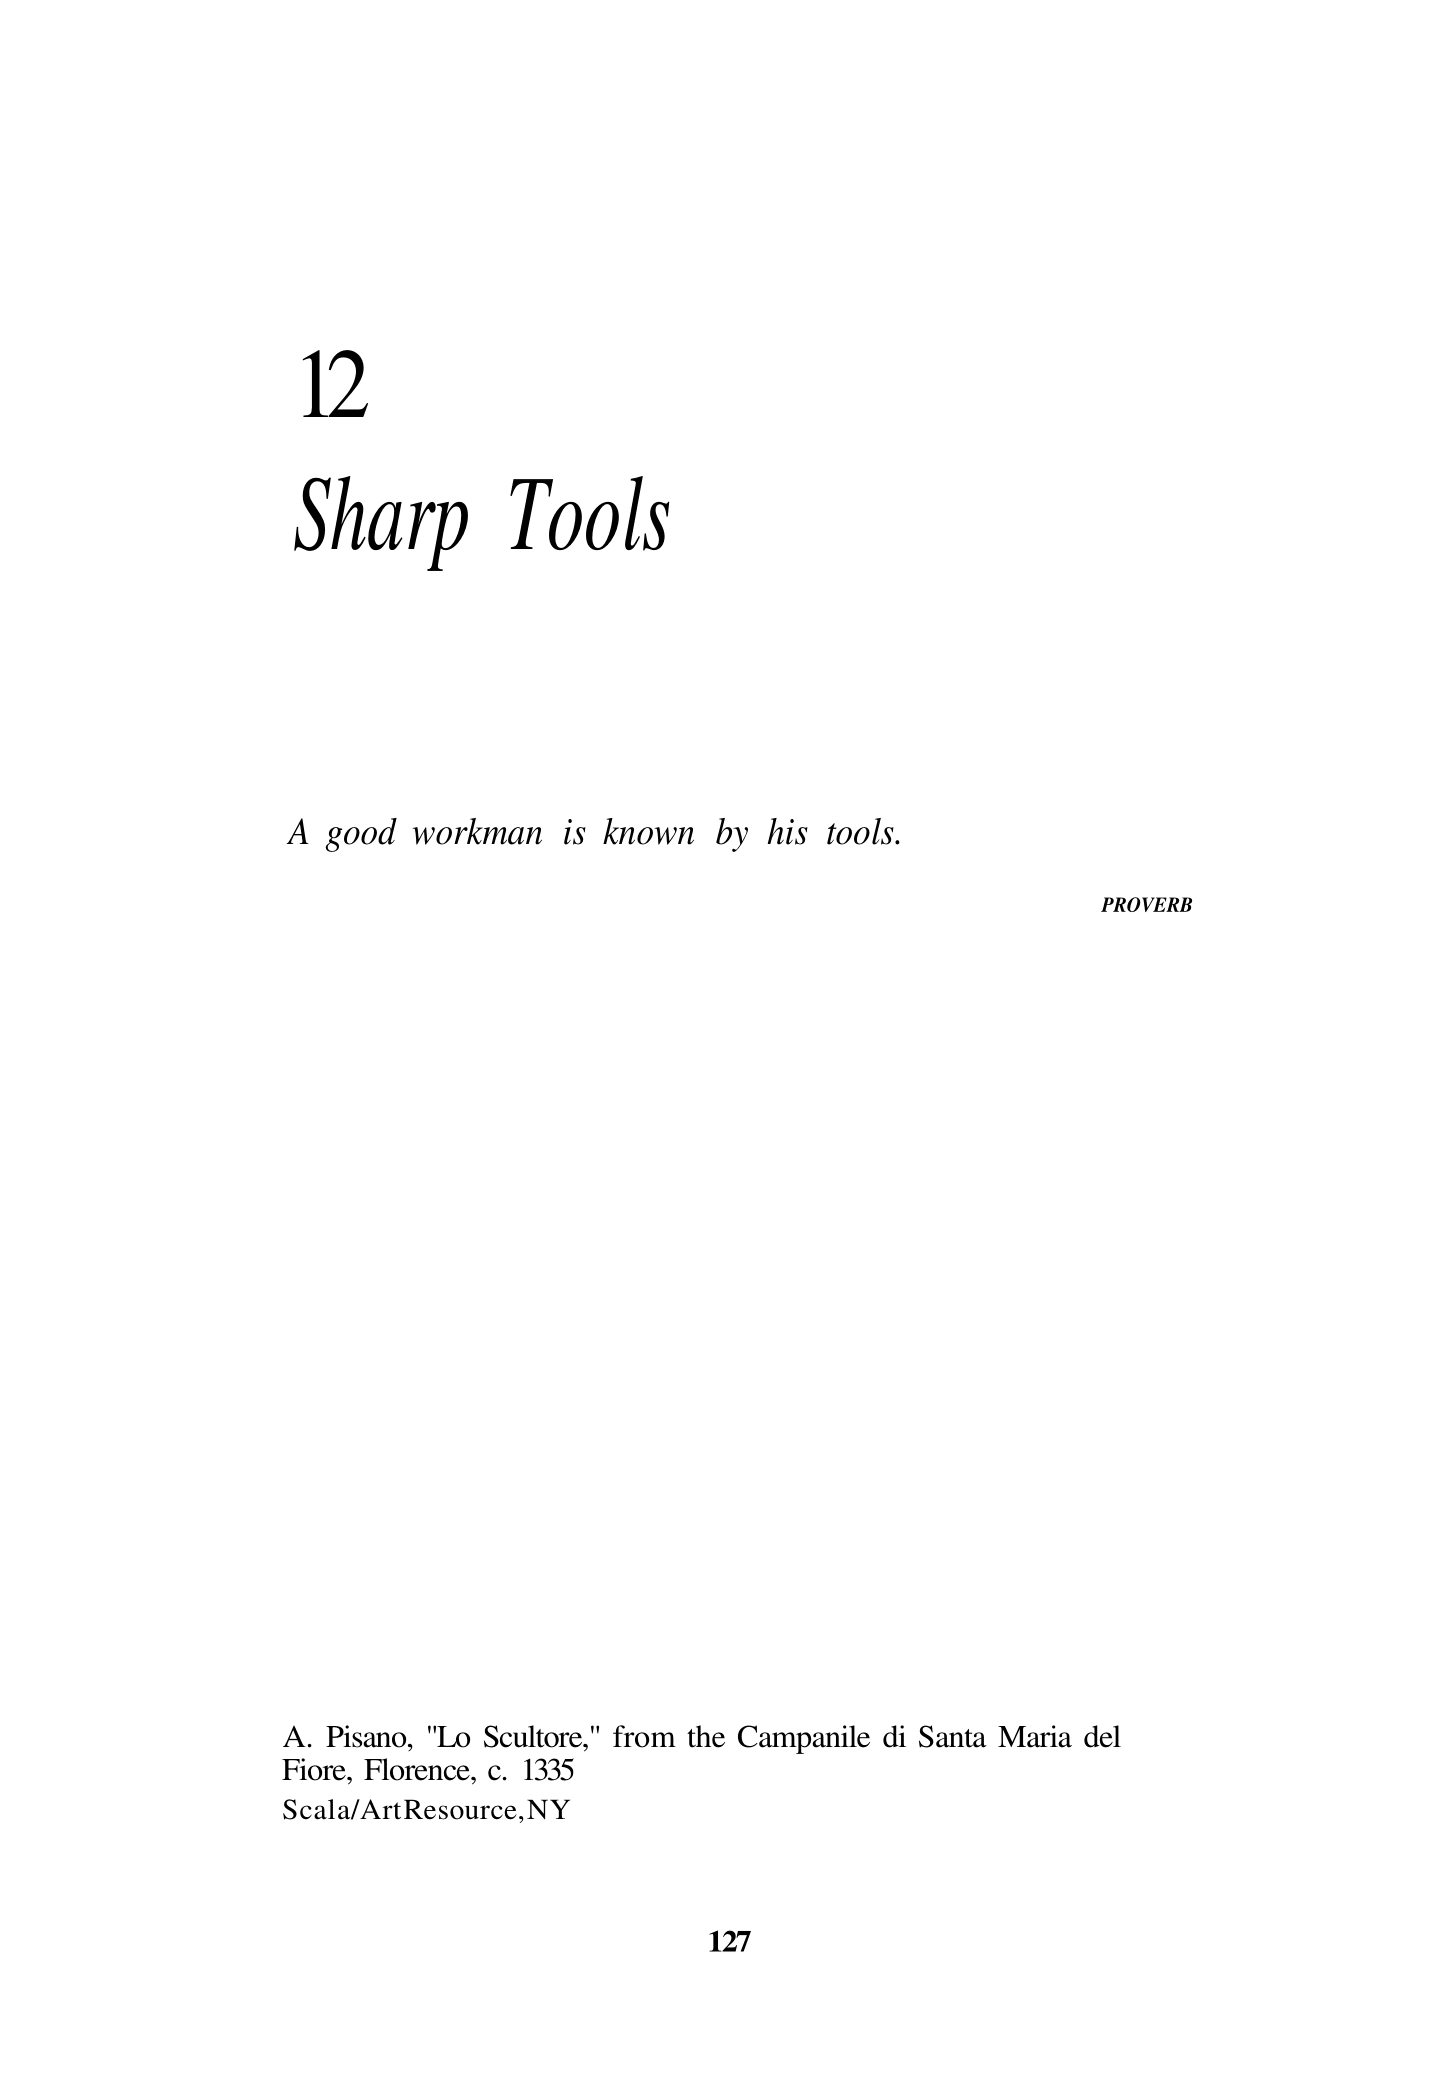 12
Sharp Tools
A good workman is known by his tools.
PROVERB
A. Pisano, "Lo Scultore," from the Campanile di Santa Maria del
Fiore, Florence, c. 1335
Scala/ArtResource,NY
127